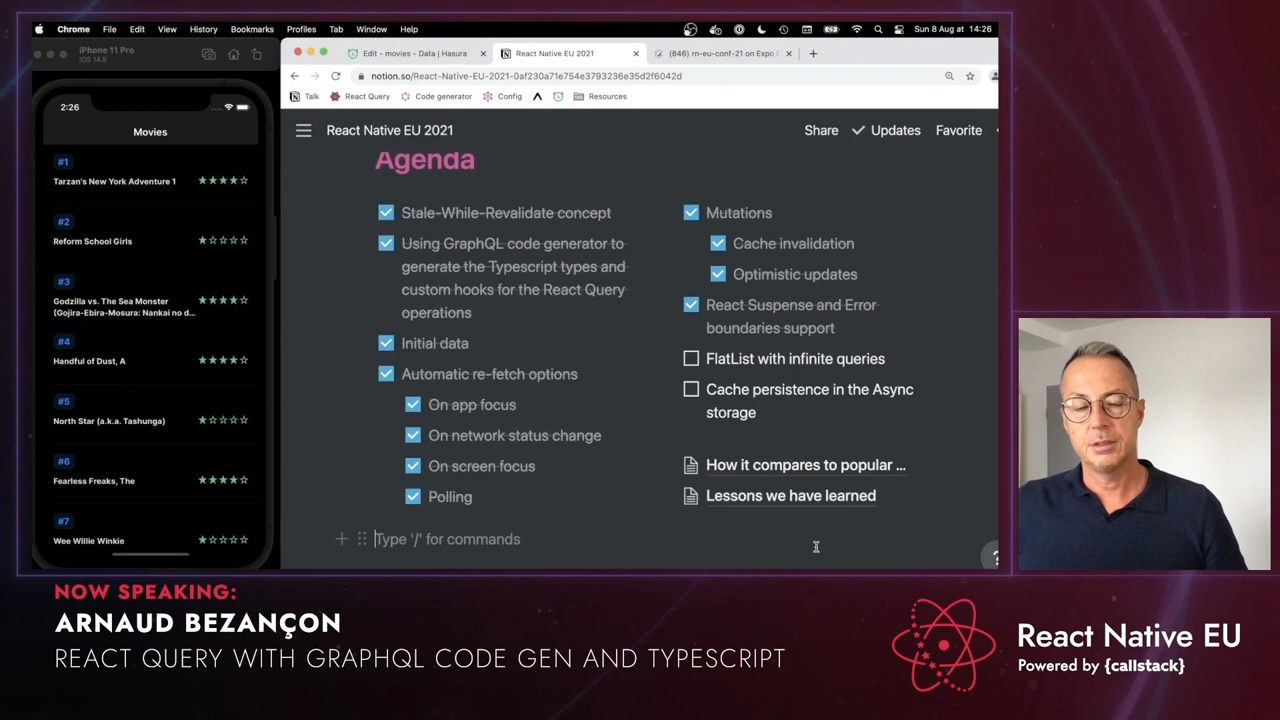 Chrome File Edit View History Bookmarks Profiles Tab Window Help Sun 8 Aug at 14:26
iPhone 11 Pro
iOS 14.5
Edit - movies - Data | Hasura
React Native EU 2021
(846) rn-eu-conf-21 on Expo
notion.so/React-Native-EU-2021-0af230a71e754e3793236e35d2f6042d
Talk React Query Code generator Config Resources
React Native EU 2021 Share Updates Favorite
2:26
Movies
#1
Tarzan's New York Adventure 1
#2
Reform School Girls
#3
Godzilla vs. The Sea Monster
(Gojira-Ebira-Mosura: Nankai no d...
#4
Handful of Dust, A
#5
North Star (a.k.a. Tashunga)
#6
Fearless Freaks, The
#7
Wee Willie Winkie
Agenda
Stale-While-Revalidate concept
Using GraphQL code generator to
generate the Typescript types and
custom hooks for the React Query
operations
Initial data
Automatic re-fetch options
On app focus
On network status change
On screen focus
Polling
Type '/' for commands
Mutations
Cache invalidation
Optimistic updates
React Suspense and Error
boundaries support
FlatList with infinite queries
Cache persistence in the Async
storage
How it compares to popular ...
Lessons we have learned
?
NOW SPEAKING:
ARNAUD BEZANÇON
REACT QUERY WITH GRAPHQL CODE GEN AND TYPESCRIPT
React Native EU
Powered by {callstack}